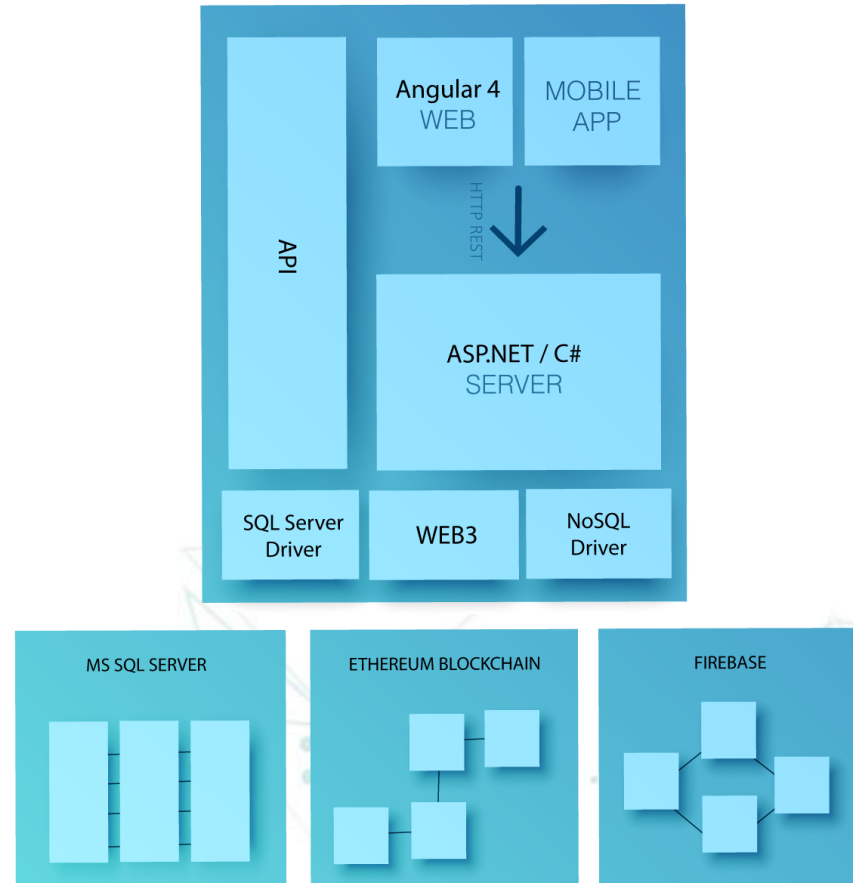 API
Angular 4
WEB
MOBILE
APP
HTTP REST
ASP.NET / C#
SERVER
SQL Server
Driver
WEB3
NoSQL
Driver
MS SQL SERVER
ETHEREUM BLOCKCHAIN
FIREBASE